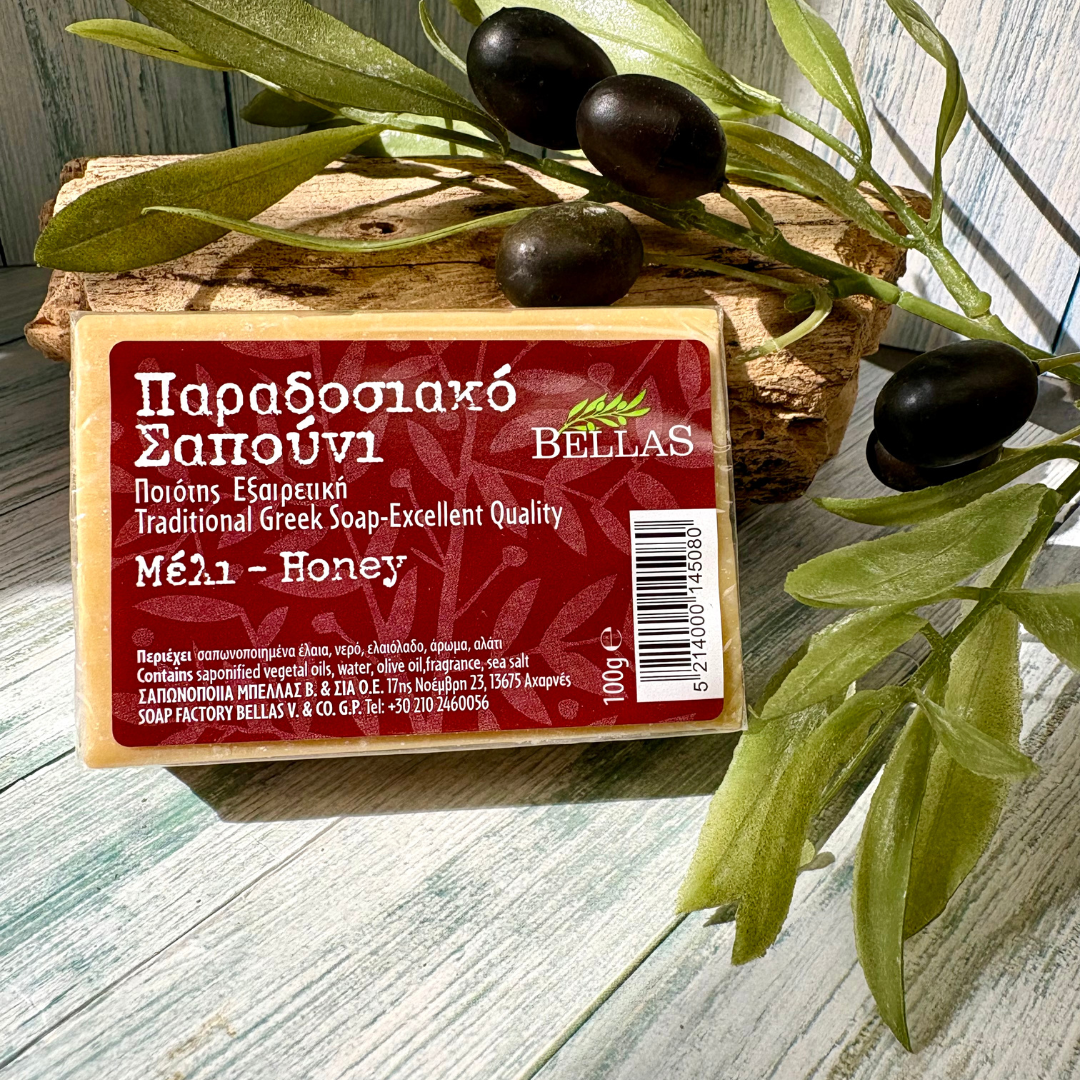 Παραδοσιακό
Σαπούνι
Ποιότης Εξαιρετική
Traditional Greek Soap-Excellent Quality
Μέλι - Honey
BELLAS
Περιέχει σαπωνοποιημένα έλαια, νερό, ελαιόλαδο, άρωμα, αλάτι
Contains saponified vegetal oils, water, olive oil,fragrance, sea salt
ΣΑΠΩΝΟΠΟΙΙΑ ΜΠΕΛΛΑΣ Β. & ΣΙΑ Ο.Ε. 17ης Νοέμβρη 23, 13675 Αχαρνές
SOAP FACTORY BELLAS V. & CO. G.P. Tel: +30 210 2460056
100g ℮
5 214000 145080